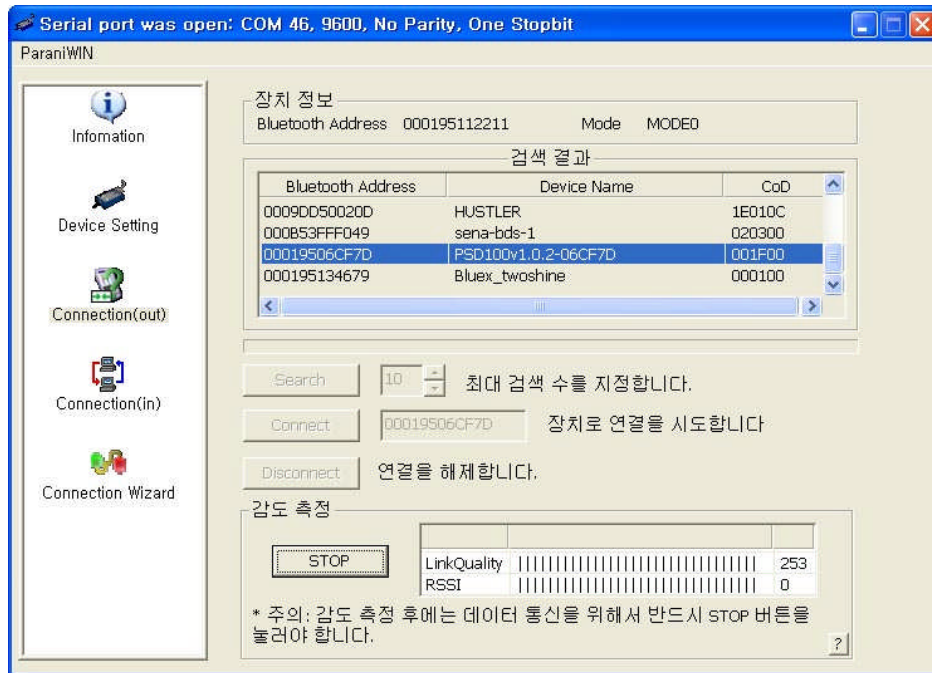 Serial port was open: COM 46, 9600, No Parity, One Stopbit
ParaniWIN
Infomation
Device Setting
Connection(out)
Connection(in)
Connection Wizard
장치 정보
Bluetooth Address 000195112211 Mode MODE0
검색 결과
Bluetooth Address Device Name CoD
0009DD50020D HUSTLER 1E010C
000B53FFF049 sena-bds-1 020300
00019506CF7D PSD100v1.0.2-06CF7D 001F00
000195134679 Bluex_twoshine 000100
Search 10 최대 검색 수를 지정합니다.
Connect 00019506CF7D 장치로 연결을 시도합니다
Disconnect 연결을 해제합니다.
감도 측정
STOP
LinkQuality 253
RSSI 0
* 주의: 감도 측정 후에는 데이터 통신을 위해서 반드시 STOP 버튼을
눌러야 합니다.
?